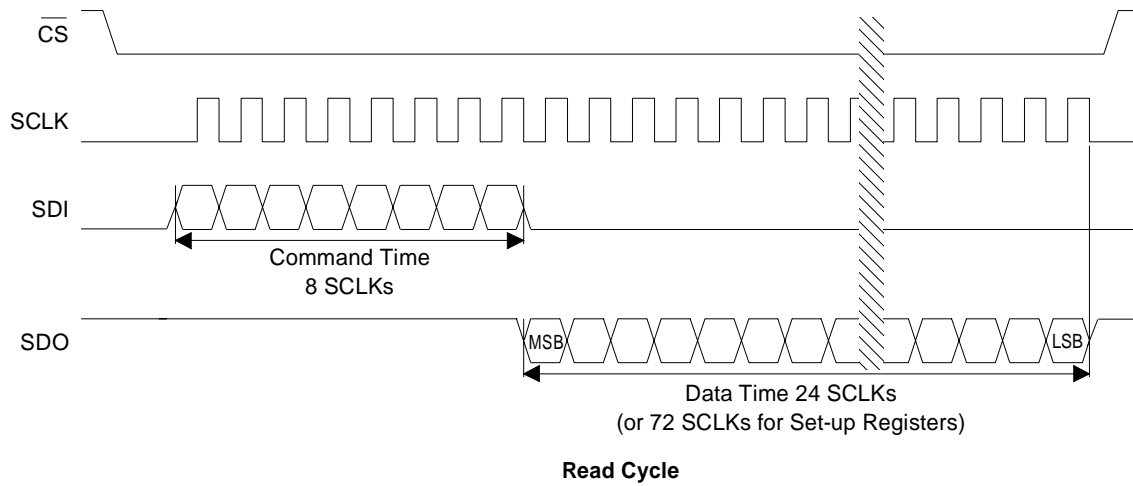 CS
SCLK
SDI
Command Time
8 SCLKs
SDO
MSB
LSB
Data Time 24 SCLKs
(or 72 SCLKs for Set-up Registers)
Read Cycle